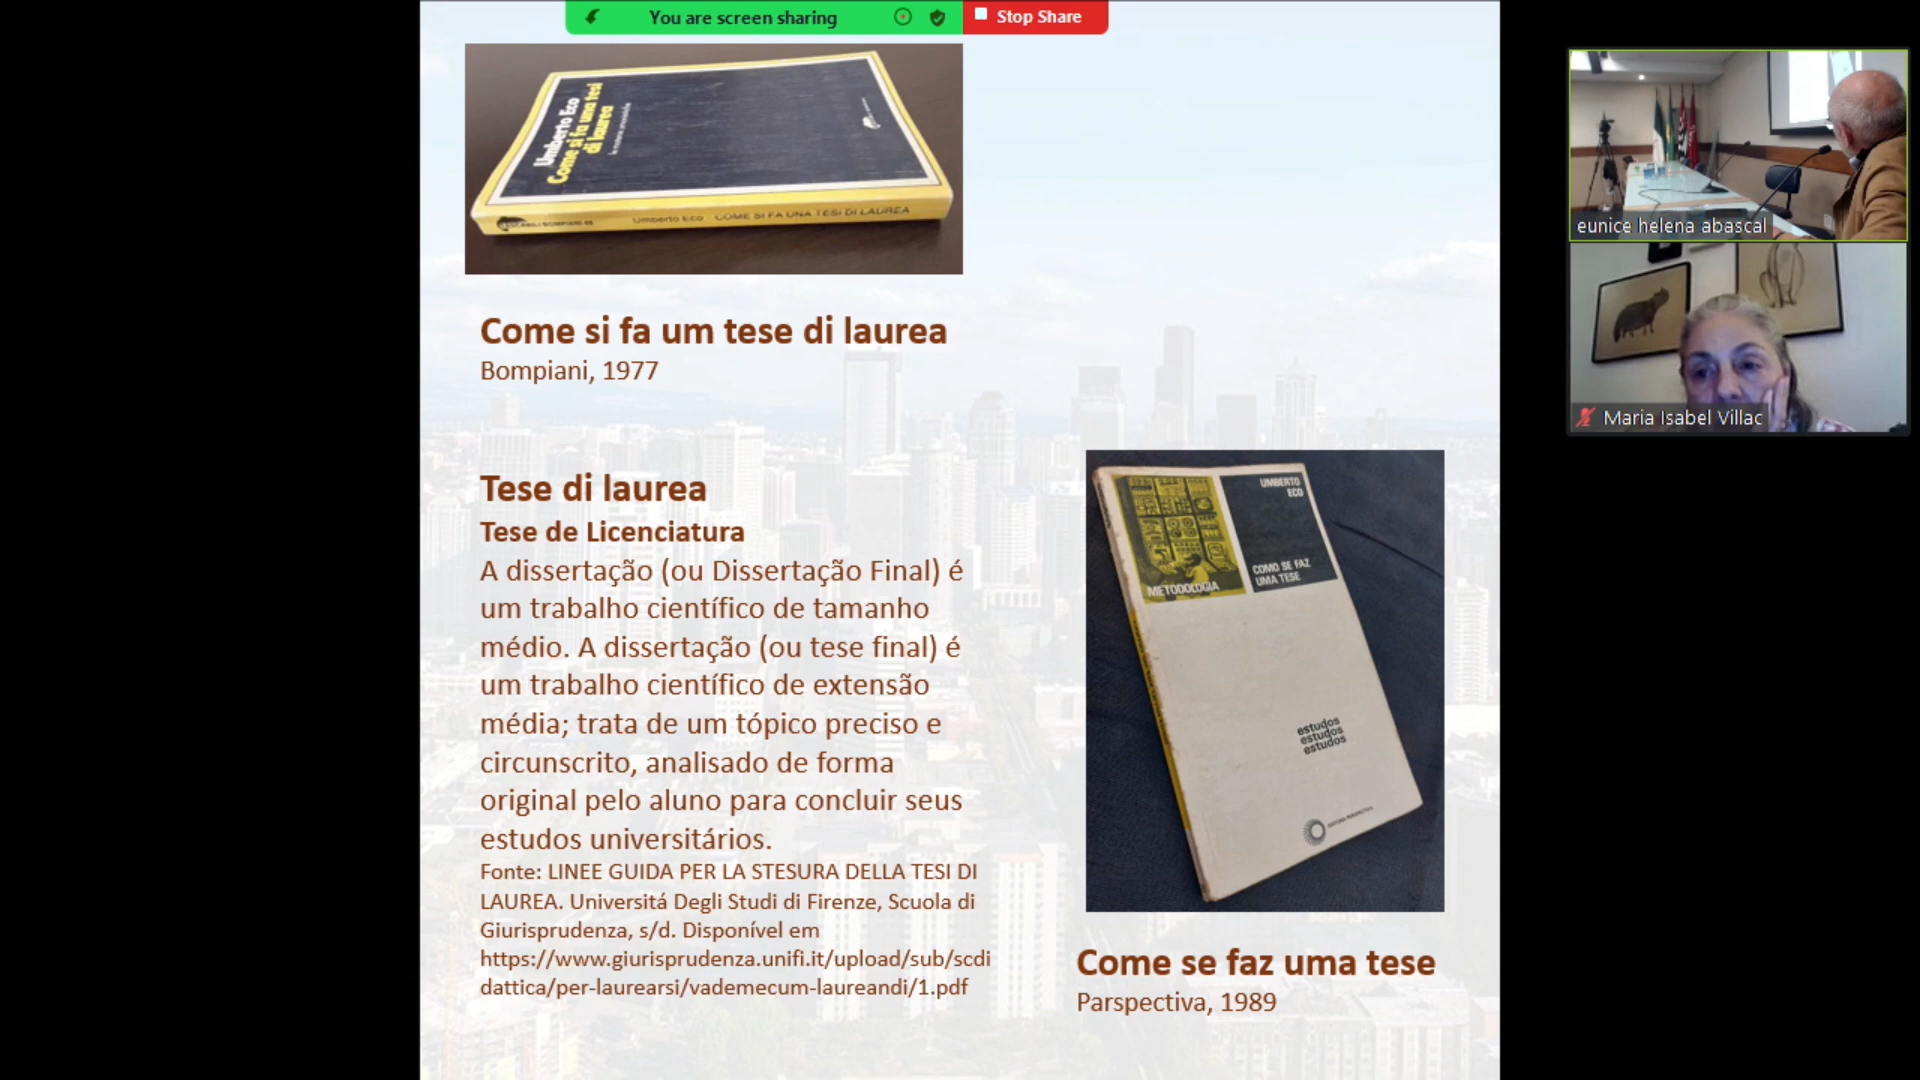 You are screen sharing
Stop Share
Umberto Eco
Come si fa una tesi
di laurea
Umberto Eco COME SI FA UNA TESI DI LAUREA
Come si fa um tese di laurea
Bompiani, 1977
Tese di laurea
Tese de Licenciatura
A dissertação (ou Dissertação Final) é
um trabalho científico de tamanho
médio. A dissertação (ou tese final) é
um trabalho científico de extensão
média; trata de um tópico preciso e
circunscrito, analisado de forma
original pelo aluno para concluir seus
estudos universitários.
Fonte: LINEE GUIDA PER LA STESURA DELLA TESI DI
LAUREA. Universitá Degli Studi di Firenze, Scuola di
Giurisprudenza, s/d. Disponível em
https://www.giurisprudenza.unifi.it/upload/sub/scdi
dattica/per-laurearsi/vademecum-laureandi/1.pdf
UMBERTO
ECO
COMO SE FAZ
UMA TESE
METODOLOGIA
estudos
estudos
estudos
EDITORA PERSPECTIVA
Come se faz uma tese
Parspectiva, 1989
eunice helena abascal
Maria Isabel Villac